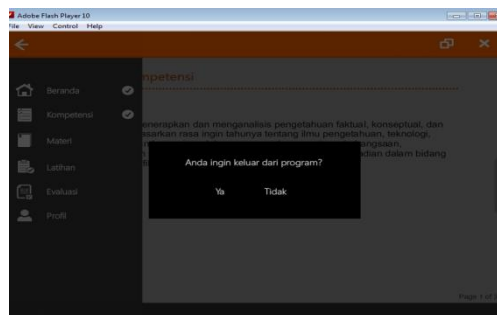 Adobe Flash Player 10
File View Control Help
mpetensi
Beranda
Kompetensi
Materi
Latihan
Evaluasi
Profil
enerapkan dan menganalisis pengetahuan faktual, konseptual, dan
sarkan rasa ingin tahunya tentang ilmu pengetahuan, teknologi,
angsaan,
adian dalam bidang
Anda ingin keluar dari program?
Ya Tidak
Page 1 of